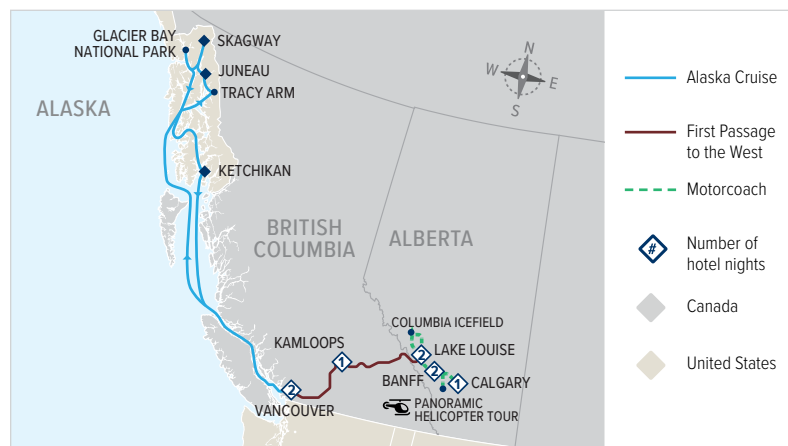 GLACIER BAY
NATIONAL PARK
SKAGWAY
JUNEAU
TRACY ARM
ALASKA
KETCHIKAN
N
W
E
S
BRITISH
COLUMBIA
ALBERTA
COLUMBIA ICEFIELD
KAMLOOPS
1
2
LAKE LOUISE
BANFF
2
1
CALGARY
2
VANCOUVER
PANORAMIC
HELICOPTER TOUR
Alaska Cruise
First Passage
to the West
Motorcoach
#
Number of
hotel nights
Canada
United States